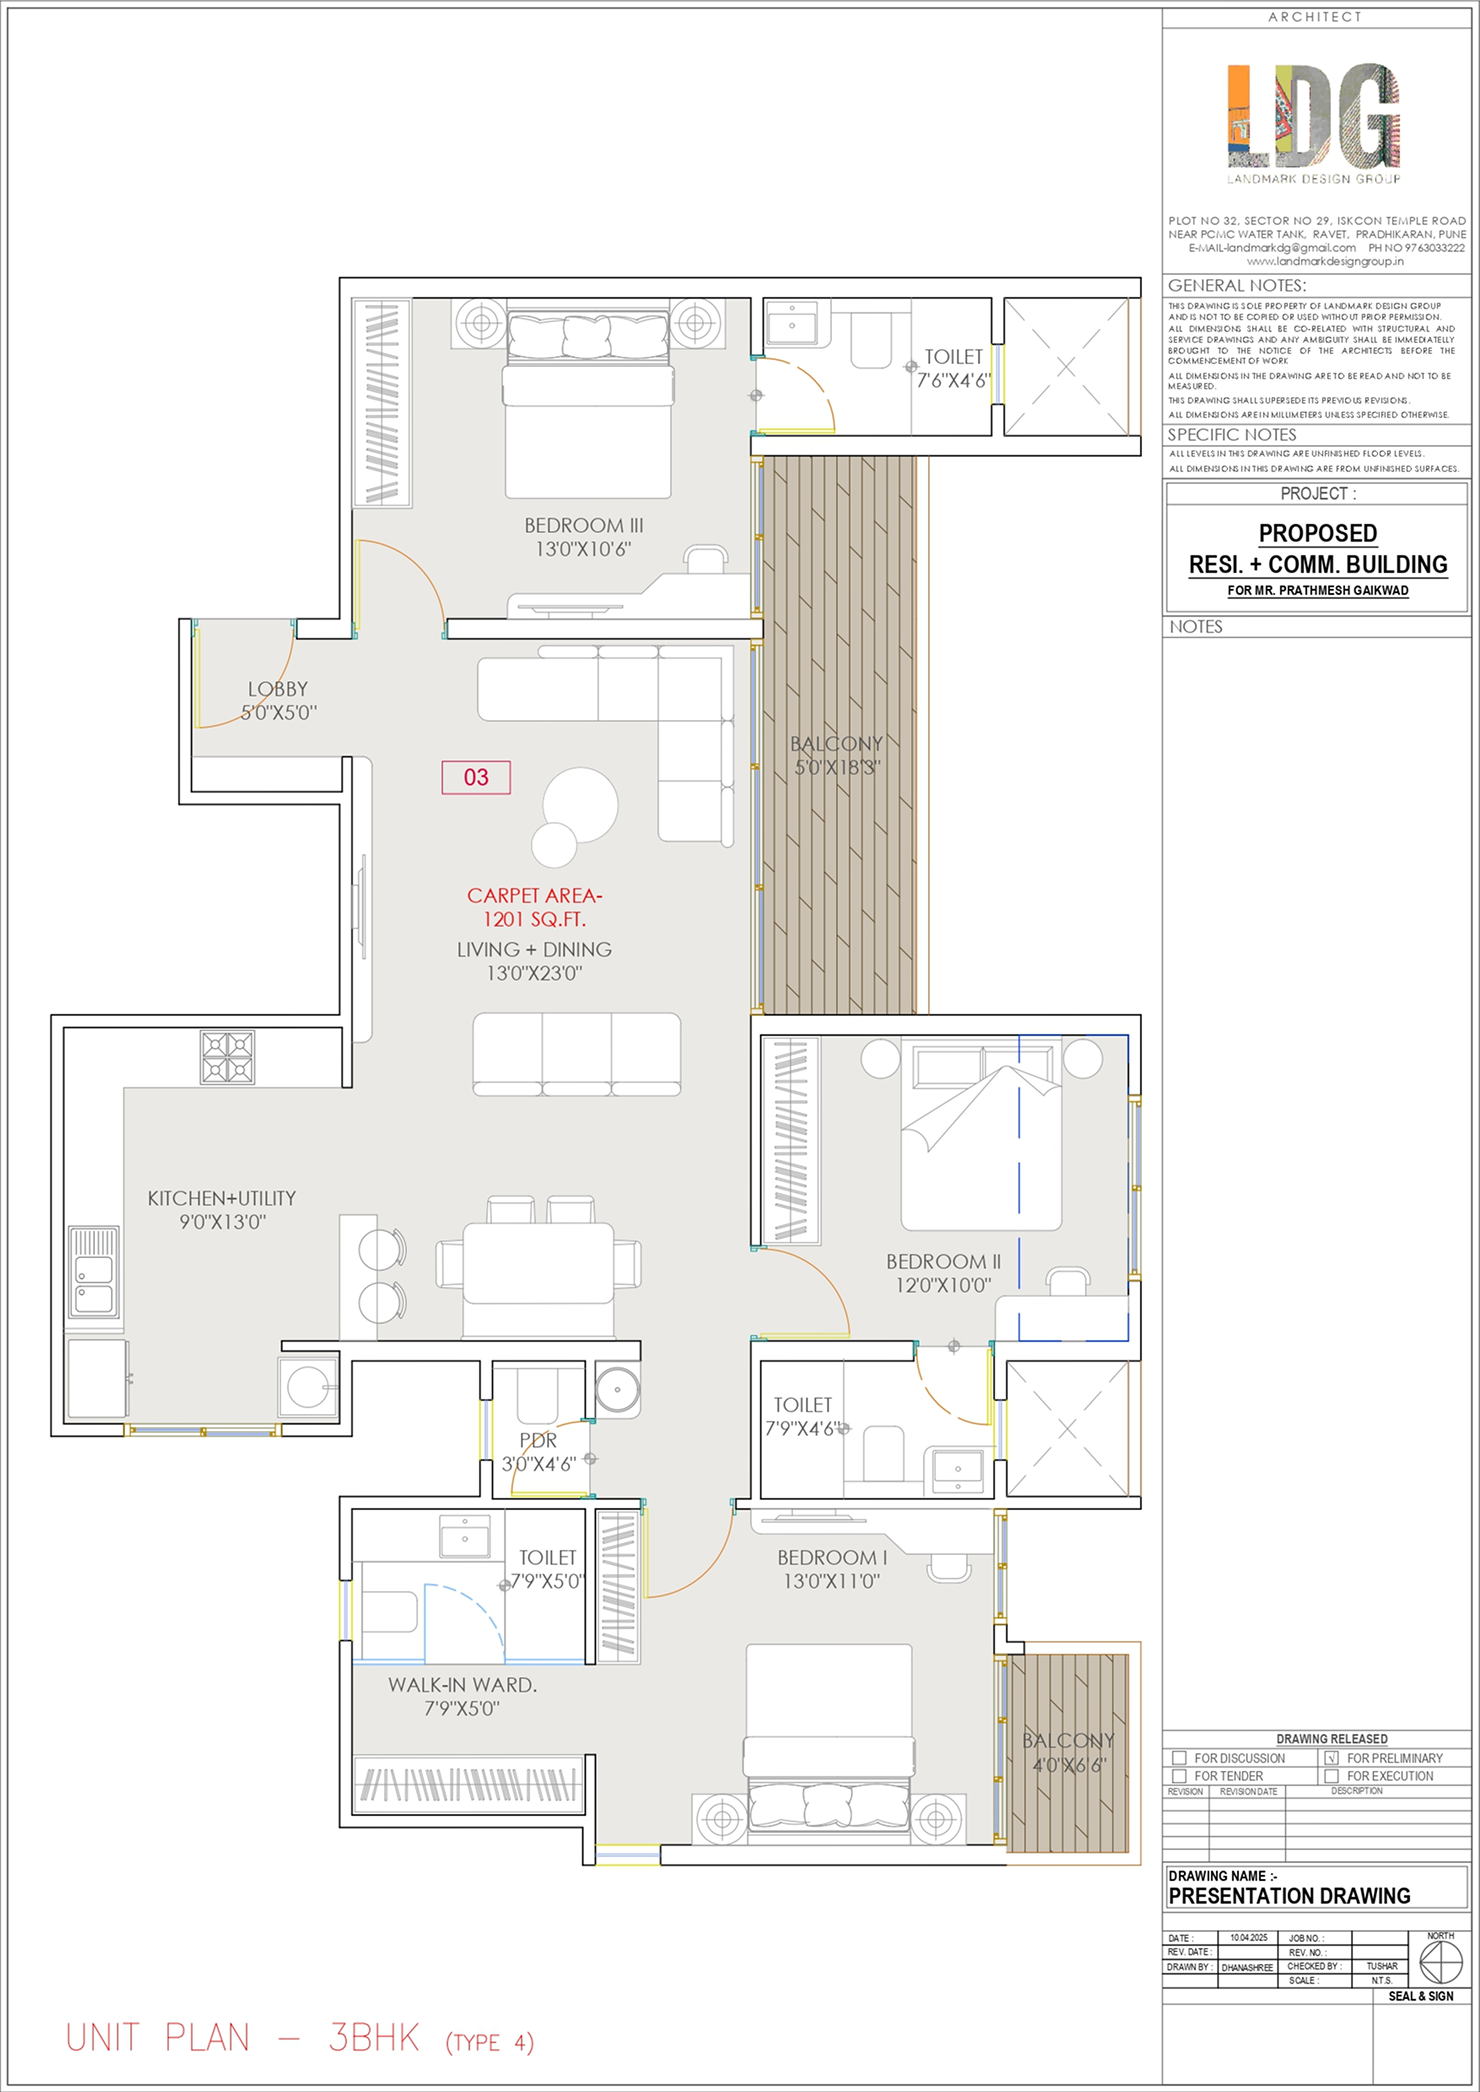 ARCHITECT
LDG
LANDMARK DESIGN GROUP
PLOT NO 32, SECTOR NO 29, ISKCON TEMPLE ROAD
NEAR PCMC WATER TANK, RAVET, PRADHIKARAN, PUNE
E-MAIL-landmarkdg@gmail.com PH NO 9763033222
www.landmarkdesigngroup.in
GENERAL NOTES:
THIS DRAWING IS SOLE PROPERTY OF LANDMARK DESIGN GROUP
AND IS NOT TO BE COPIED OR USED WITHOUT PRIOR PERMISSION.
ALL DIMENSIONS SHALL BE CO-RELATED WITH STRUCTURAL AND
SERVICE DRAWINGS AND ANY AMBIGUITY SHALL BE IMMEDIATELLY
BROUGHT TO THE NOTICE OF THE ARCHITECTS BEFORE THE
COMMENCEMENT OF WORK
ALL DIMENSIONS IN THE DRAWING ARE TO BE READ AND NOT TO BE
MEASURED.
THIS DRAWING SHALL SUPERSEDE ITS PREVIOUS REVISIONS.
ALL DIMENSIONS ARE IN MILLIMETERS UNLESS SPECIFIED OTHERWISE.
SPECIFIC NOTES
ALL LEVELS IN THIS DRAWING ARE UNFINISHED FLOOR LEVELS.
ALL DIMENSIONS IN THIS DRAWING ARE FROM UNFINISHED SURFACES.
PROJECT :
PROPOSED
RESI. + COMM. BUILDING
FOR MR. PRATHMESH GAIKWAD
NOTES
TOILET
7'6"X4'6"
BEDROOM III
13'0"X10'6"
LOBBY
5'0"X5'0"
03
BALCONY
5'0"X18'3"
CARPET AREA-
1201 SQ.FT.
LIVING + DINING
13'0"X23'0"
KITCHEN+UTILITY
9'0"X13'0"
BEDROOM II
12'0"X10'0"
TOILET
7'9"X4'6"
PDR
3'0"X4'6"
TOILET
7'9"X5'0"
BEDROOM I
13'0"X11'0"
WALK-IN WARD.
7'9"X5'0"
BALCONY
4'0"X6'6"
DRAWING RELEASED
FOR DISCUSSION √ FOR PRELIMINARY
FOR TENDER FOR EXECUTION
REVISION REVISION DATE DESCRIPTION
DRAWING NAME :-
PRESENTATION DRAWING
DATE : 10.04.2025 JOB NO. :
REV. DATE : REV. NO. :
DRAWN BY : DHANASHREE CHECKED BY : TUSHAR
SCALE : N.T.S.
NORTH
SEAL & SIGN
UNIT PLAN - 3BHK (TYPE 4)